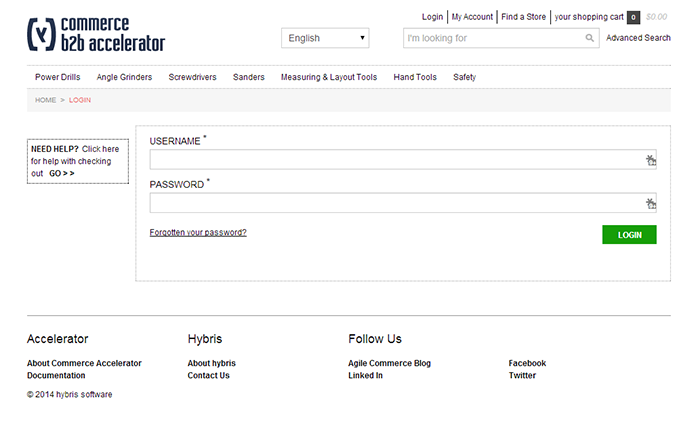 commerce
b2b accelerator
Login My Account Find a Store your shopping cart 0 $0.00
English I'm looking for Advanced Search
Power Drills Angle Grinders Screwdrivers Sanders Measuring & Layout Tools Hand Tools Safety
HOME > LOGIN
NEED HELP? Click here
for help with checking
out GO > >
USERNAME *
PASSWORD *
Forgotten your password?
LOGIN
Accelerator
About Commerce Accelerator
Documentation
Hybris
About hybris
Contact Us
Follow Us
Agile Commerce Blog
Linked In
Facebook
Twitter
© 2014 hybris software